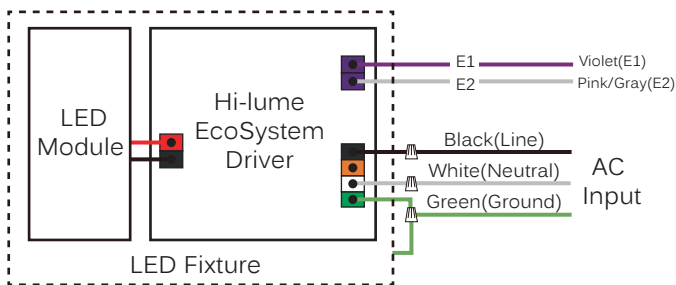 E1
Violet(E1)
E2
Pink/Gray(E2)
LED
Module
Hi-lume
EcoSystem
Driver
Black(Line)
White(Neutral)
Green(Ground)
AC
Input
LED Fixture